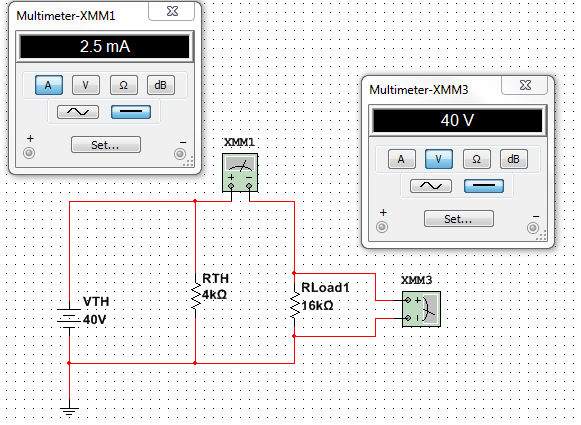 Multimeter-XMM1
2.5 mA
A V Ω dB
+ Set... −
Multimeter-XMM3
40 V
A V Ω dB
+ Set... −
XMM1
+ −
RTH
4kΩ
RLoad1
16kΩ
XMM3
+
VTH
40V